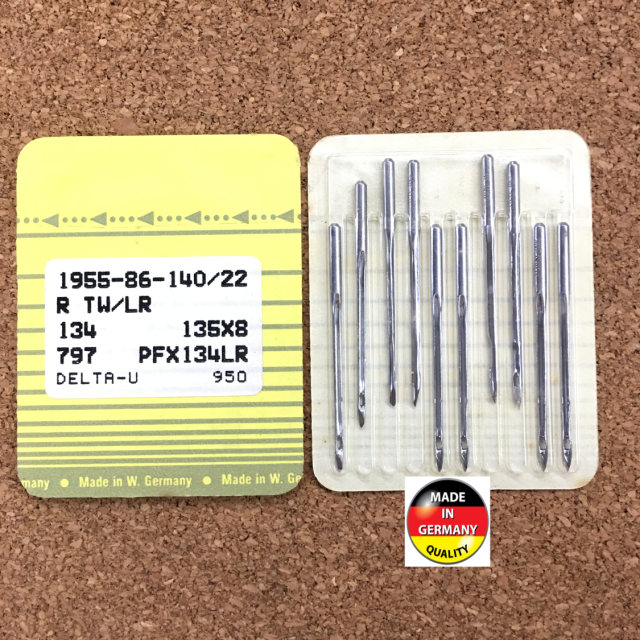 1955-86-140/22
R TW/LR
134 135X8
797 PFX134LR
DELTA-U 950
many ● Made in W. Germany ● Made in W. G
MADE
IN
GERMANY
QUALITY